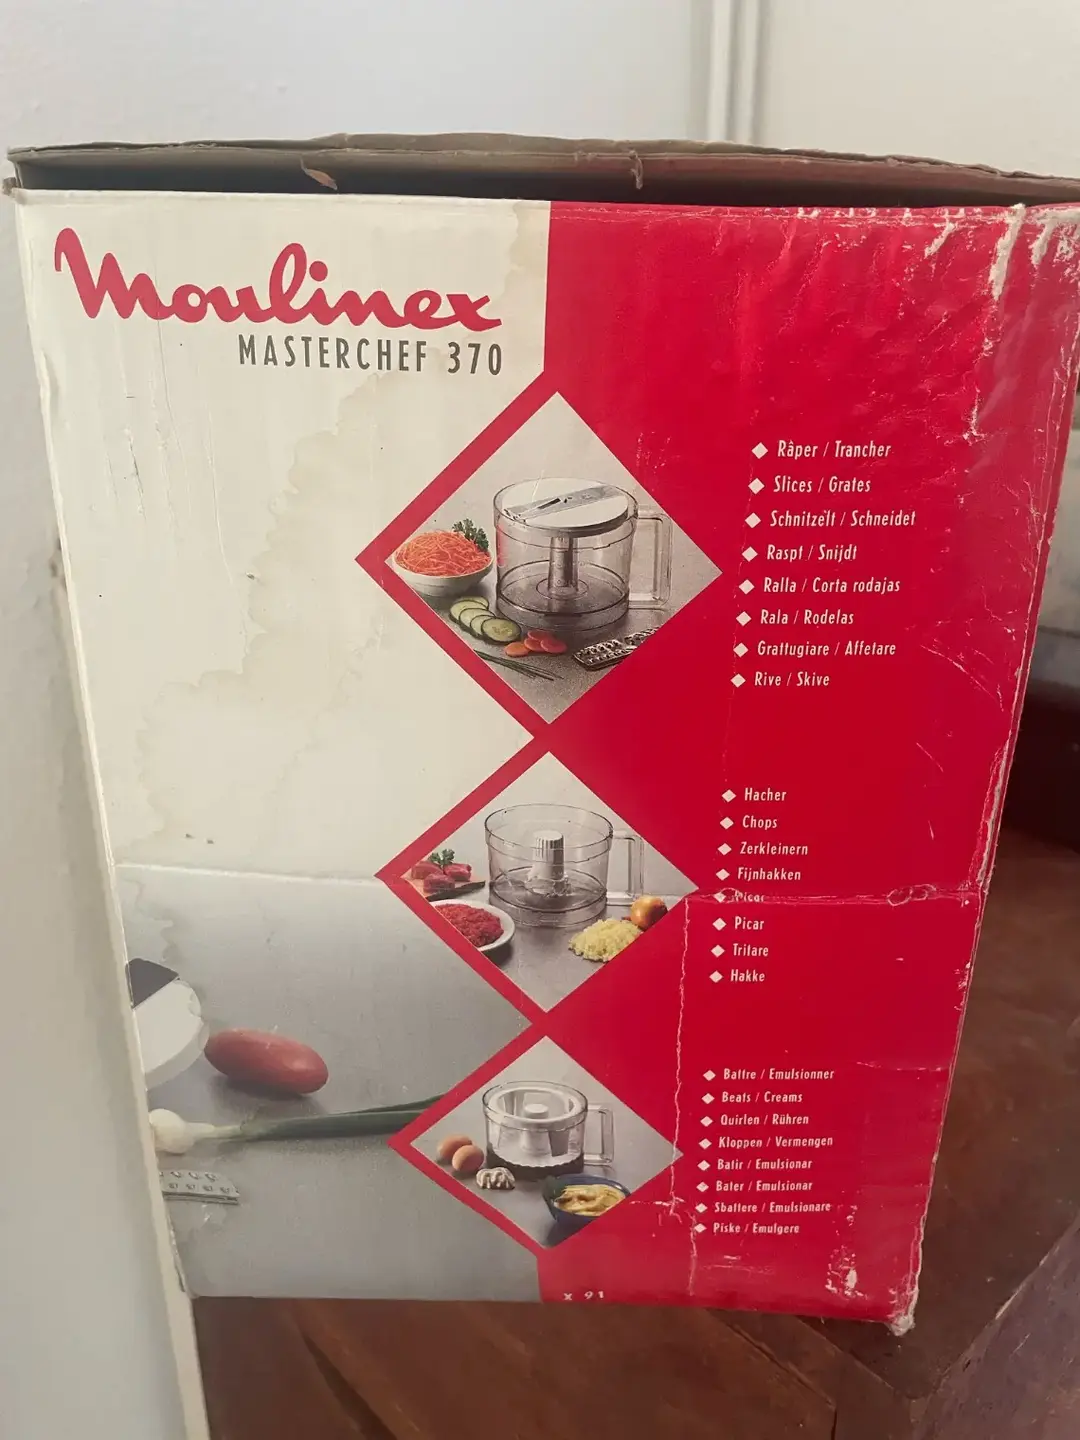 Moulinex
MASTERCHEF 370
Râper / Trancher
Slices / Grates
Schnitzelt / Schneidet
Raspt / Snijdt
Ralla / Corta rodajas
Rala / Rodelas
Grattugiare / Affetare
Rive / Skive
Hacher
Chops
Zerkleinern
Fijnhakken
Picar
Picar
Tritare
Hakke
Battre / Emulsionner
Beats / Creams
Quirlen / Rühren
Kloppen / Vermengen
Batir / Emulsionar
Bater / Emulsionar
Sbattere / Emulsionare
Piske / Emulgere
X 91